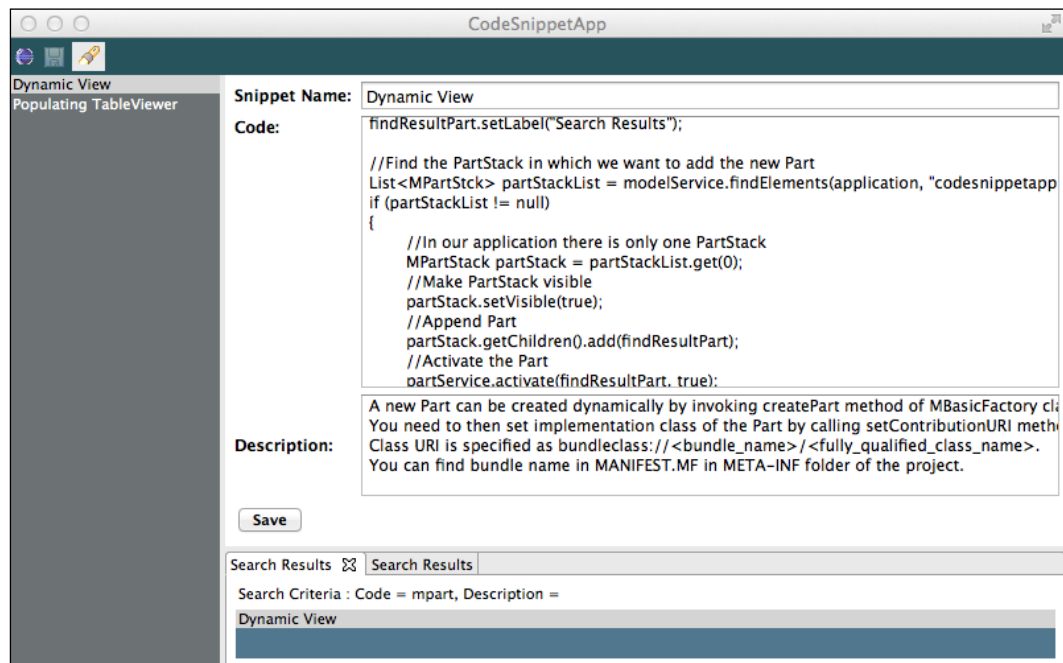 CodeSnippetApp
Dynamic View
Populating TableViewer
Snippet Name: Dynamic View
Code:
findResultPart.setLabel("Search Results");
//Find the PartStack in which we want to add the new Part
List<MPartStck> partStackList = modelService.findElements(application, "codesnippetapp
if (partStackList != null)
{
//In our application there is only one PartStack
MPartStack partStack = partStackList.get(0);
//Make PartStack visible
partStack.setVisible(true);
//Append Part
partStack.getChildren().add(findResultPart);
//Activate the Part
partService.activate(findResultPart, true);
Description:
A new Part can be created dynamically by invoking createPart method of MBasicFactory cla
You need to then set implementation class of the Part by calling setContributionURI meth
Class URI is specified as bundleclass://<bundle_name>/<fully_qualified_class_name>.
You can find bundle name in MANIFEST.MF in META-INF folder of the project.
Save
Search Results Search Results
Search Criteria : Code = mpart, Description =
Dynamic View